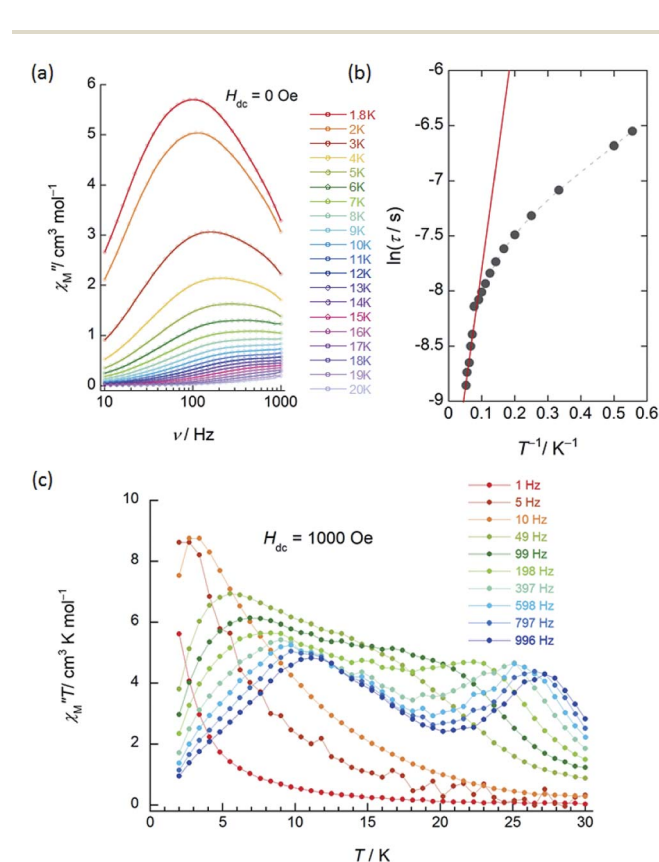 (a)
6
5
4
3
2
1
0
χM″/ cm³ mol⁻¹
Hdc = 0 Oe
10
100
1000
ν / Hz
1.8K
2K
3K
4K
5K
6K
7K
8K
9K
10K
11K
12K
13K
14K
15K
16K
17K
18K
19K
20K
(b)
-6
-6.5
-7
-7.5
-8
-8.5
-9
ln(τ / s)
0
0.1
0.2
0.3
0.4
0.5
0.6
T⁻¹/ K⁻¹
(c)
10
8
6
4
2
0
χM″T/ cm³ K mol⁻¹
Hdc = 1000 Oe
1 Hz
5 Hz
10 Hz
49 Hz
99 Hz
198 Hz
397 Hz
598 Hz
797 Hz
996 Hz
0
5
10
15
20
25
30
T / K